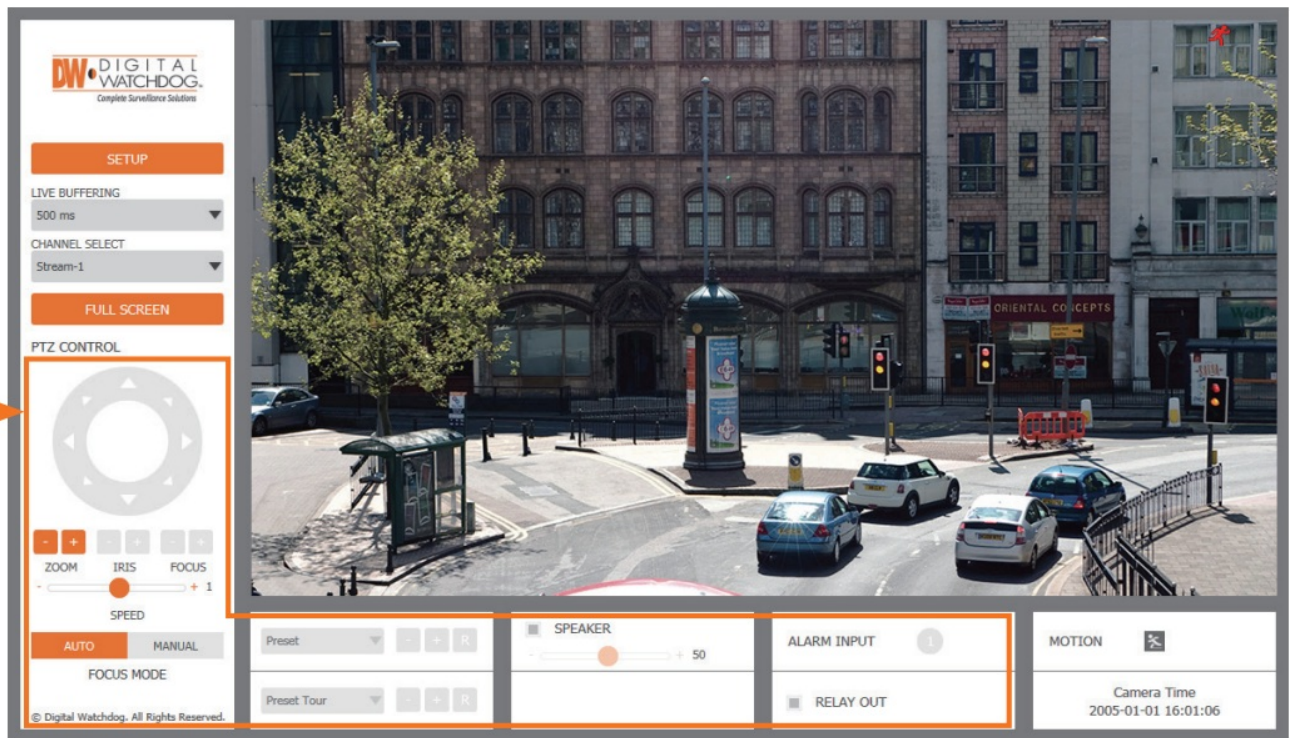 DW DIGITAL
WATCHDOG®
Complete Surveillance Solutions
SETUP
LIVE BUFFERING
500 ms
CHANNEL SELECT
Stream-1
FULL SCREEN
PTZ CONTROL
- + - + - +
ZOOM IRIS FOCUS
- + 1
SPEED
AUTO MANUAL
FOCUS MODE
© Digital Watchdog. All Rights Reserved.
ORIENTAL CONCEPTS
Preset - + R
Preset Tour - + R
SPEAKER
- + 50
ALARM INPUT 1
RELAY OUT
MOTION
Camera Time
2005-01-01 16:01:06